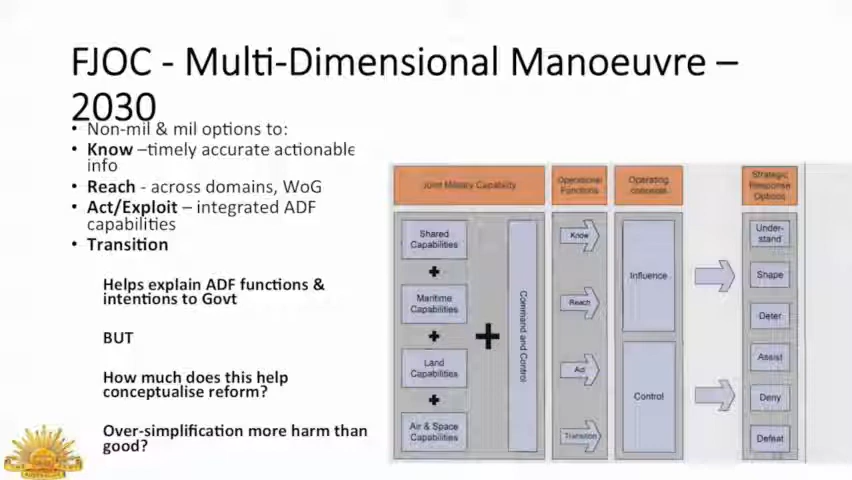 FJOC - Multi-Dimensional Manoeuvre –
2030
• Non-mil & mil options to:
• Know –timely accurate actionable
info
• Reach - across domains, WoG
• Act/Exploit – integrated ADF
capabilities
• Transition
Helps explain ADF functions &
intentions to Govt
BUT
How much does this help
conceptualise reform?
Over-simplification more harm than
good?
Joint Military Capability
Shared
Capabilities
+
Maritime
Capabilities
+
Land
Capabilities
+
Air & Space
Capabilities
+
Command and Control
Operational
Functions
Know
Reach
Act
Transition
Operating
concepts
Influence
Control
Strategic
Response
Options
Under-
stand
Shape
Deter
Assist
Deny
Defeat
AUSTRALIA